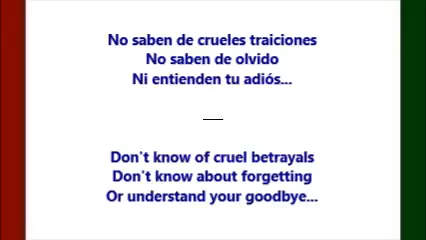 No saben de crueles traiciones
No saben de olvido
Ni entienden tu adiós...
Don't know of cruel betrayals
Don't know about forgetting
Or understand your goodbye...